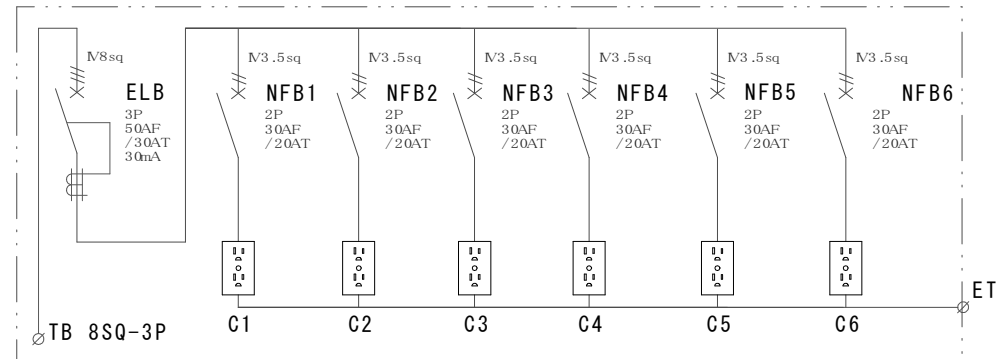 IV8sq
IV3.5sq
IV3.5sq
IV3.5sq
IV3.5sq
IV3.5sq
IV3.5sq
ELB
3P
50AF
/30AT
30mA
NFB1
2P
30AF
/20AT
NFB2
2P
30AF
/20AT
NFB3
2P
30AF
/20AT
NFB4
2P
30AF
/20AT
NFB5
2P
30AF
/20AT
NFB6
2P
30AF
/20AT
ET
TB 8SQ-3P
C1
C2
C3
C4
C5
C6